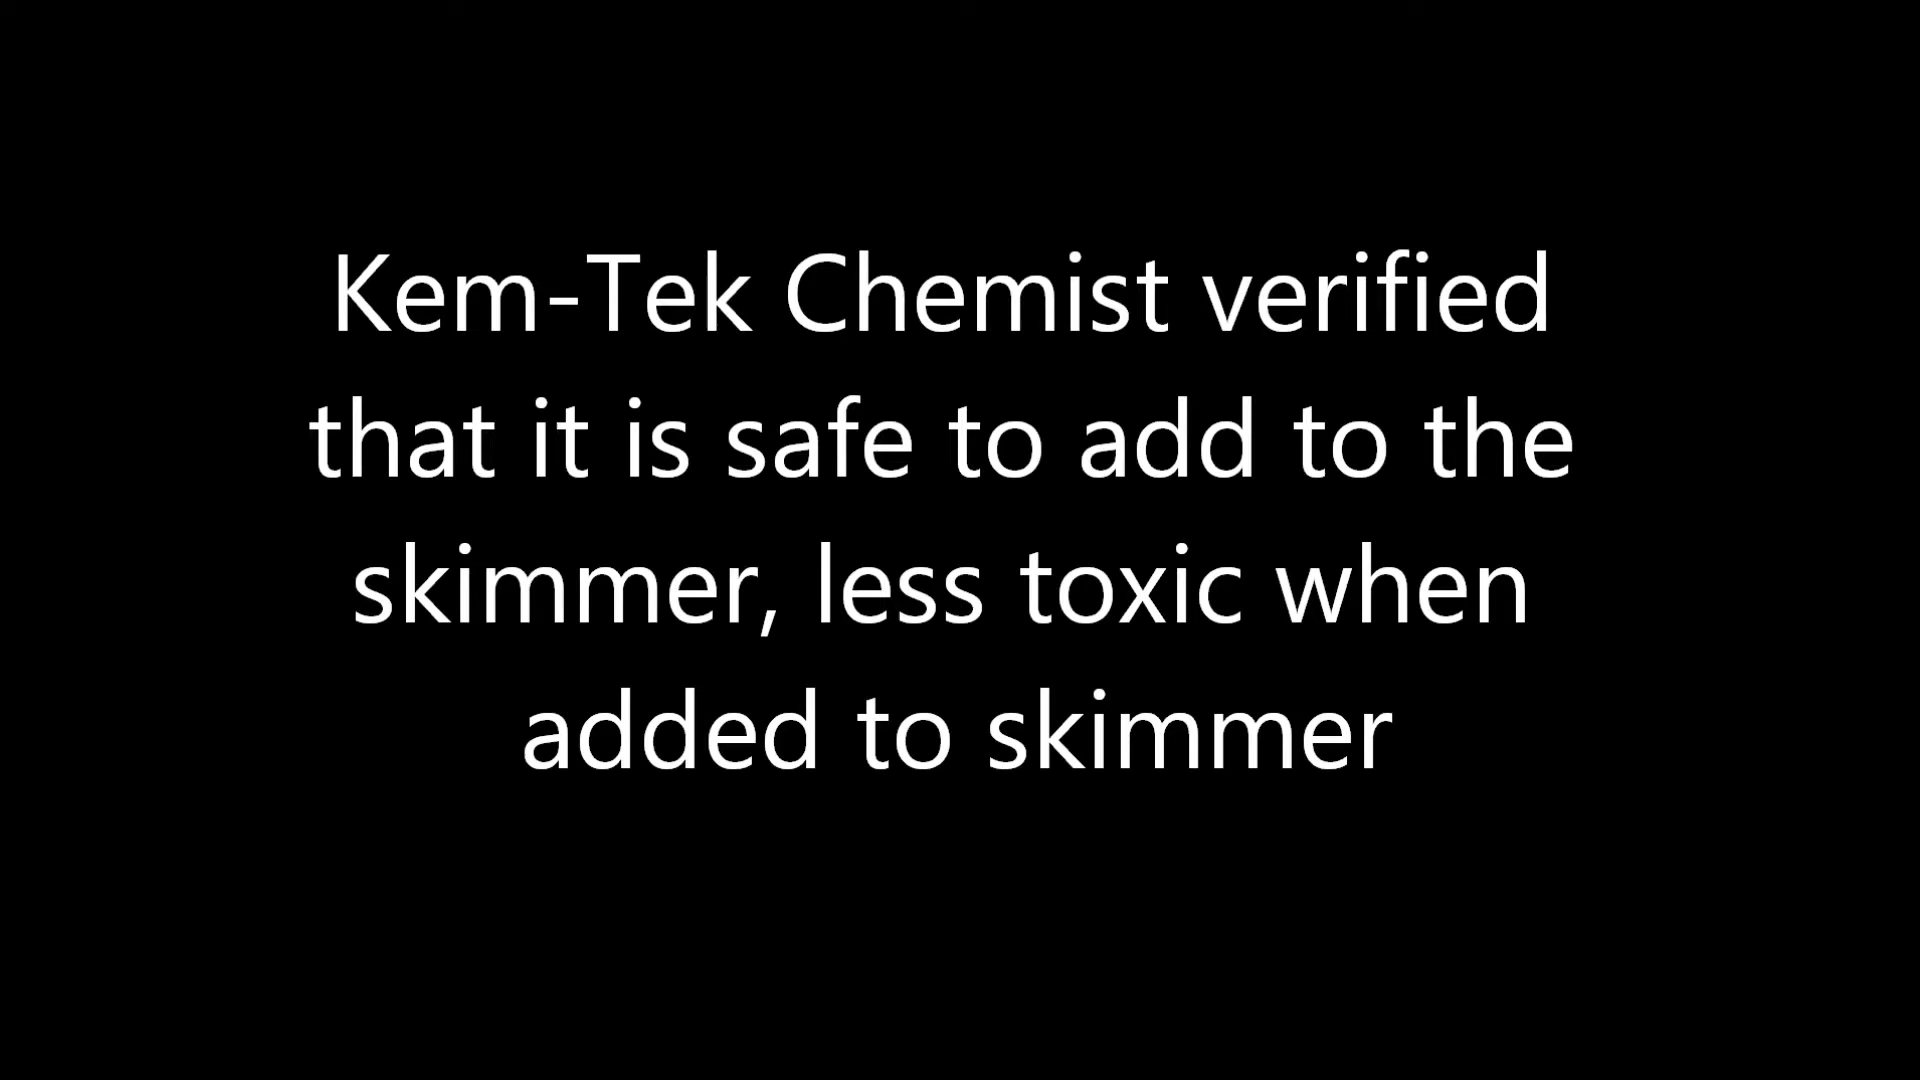 Kem-Tek Chemist verified
that it is safe to add to the
skimmer, less toxic when
added to skimmer